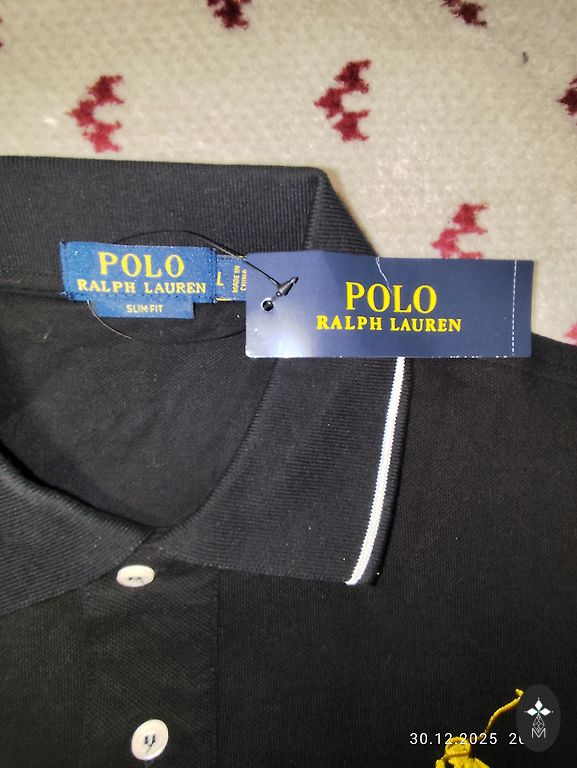 POLO
RALPH LAUREN
SLIM FIT
L
MADE IN
CHINA
POLO
RALPH LAUREN
30.12.2025